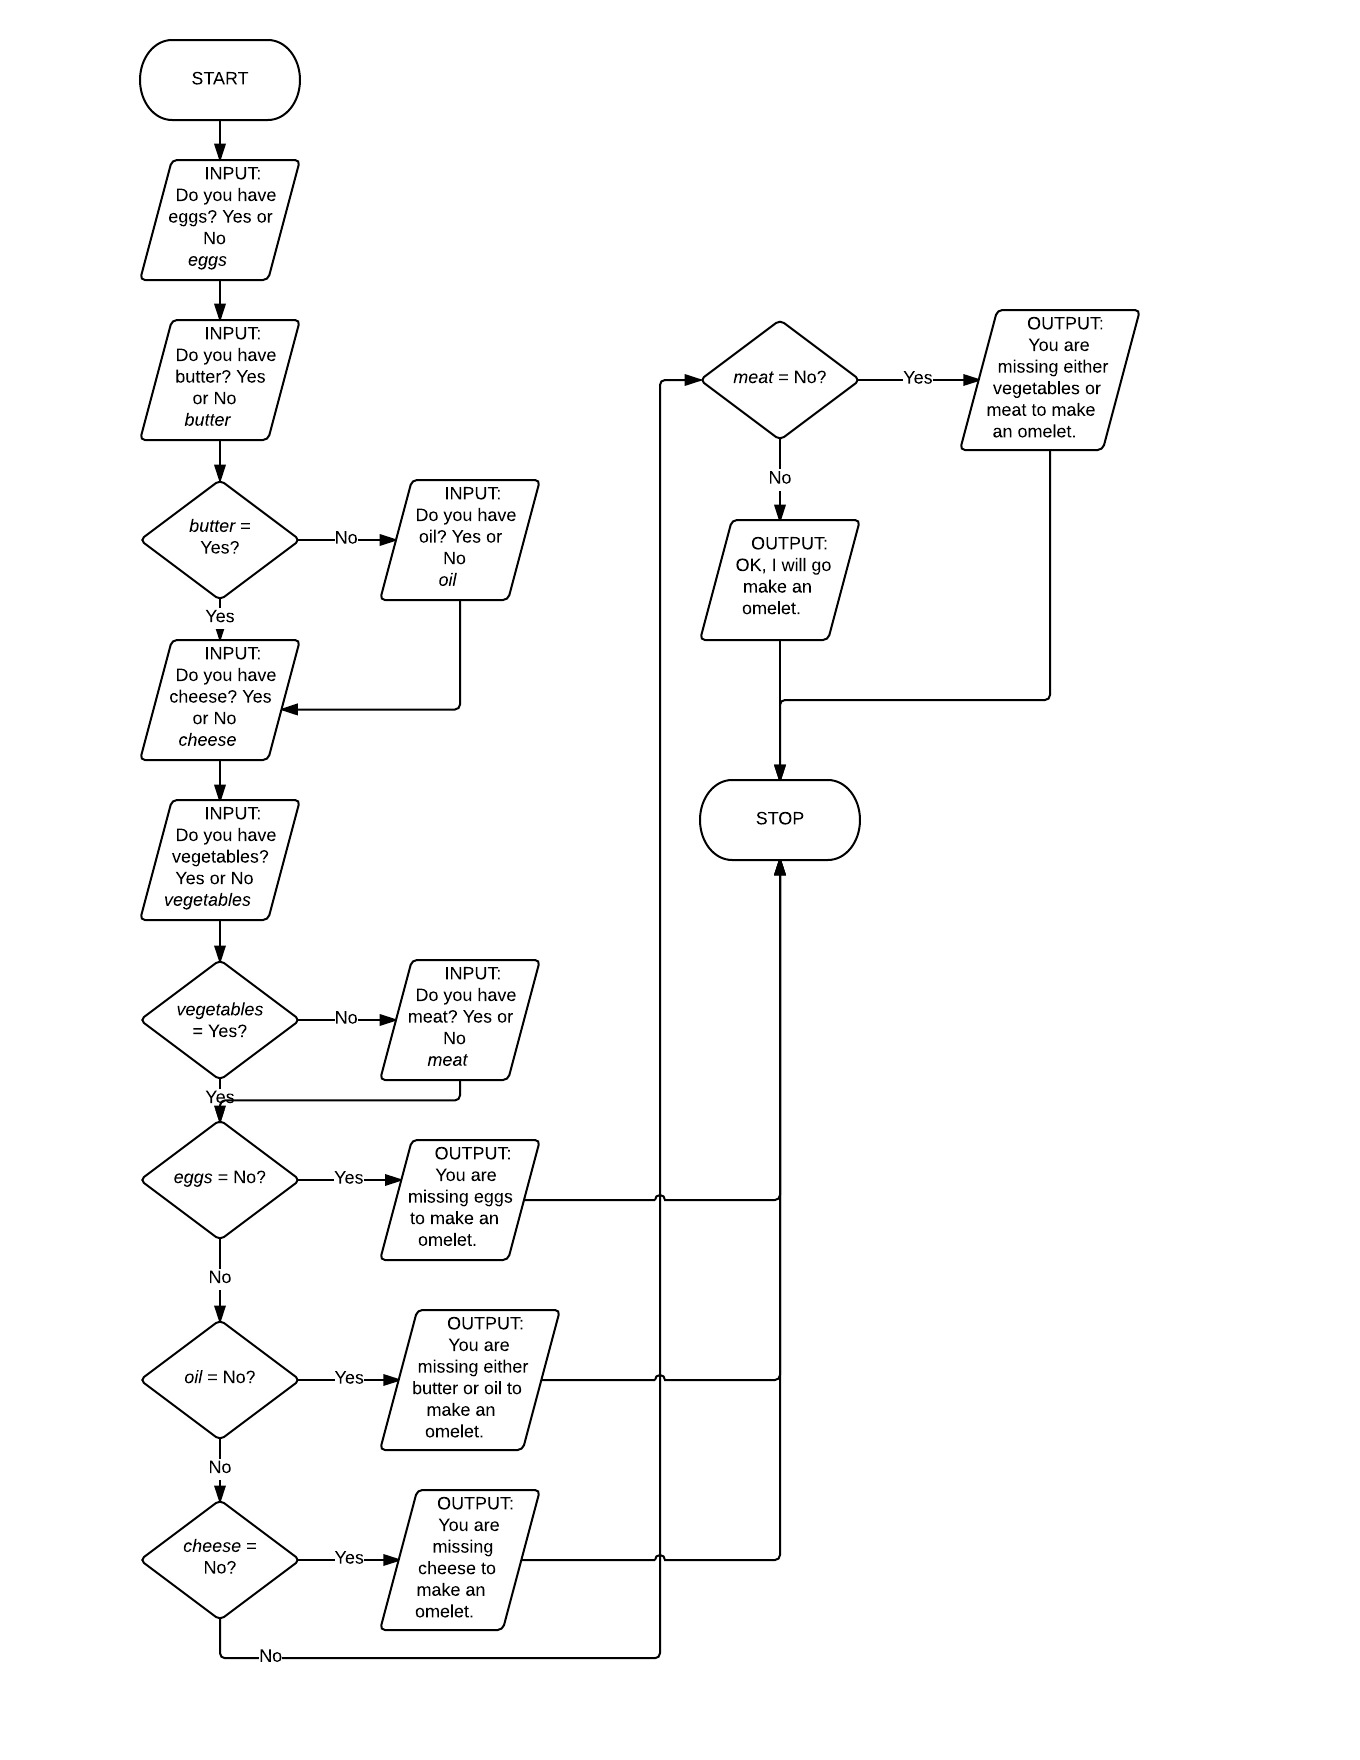 START
INPUT:
Do you have
eggs? Yes or
No
eggs
INPUT:
Do you have
butter? Yes
or No
butter
butter =
Yes?
No
INPUT:
Do you have
oil? Yes or
No
oil
Yes
INPUT:
Do you have
cheese? Yes
or No
cheese
INPUT:
Do you have
vegetables?
Yes or No
vegetables
vegetables
= Yes?
No
INPUT:
Do you have
meat? Yes or
No
meat
Yes
eggs = No?
Yes
OUTPUT:
You are
missing eggs
to make an
omelet.
No
oil = No?
Yes
OUTPUT:
You are
missing either
butter or oil to
make an
omelet.
No
cheese =
No?
Yes
OUTPUT:
You are
missing
cheese to
make an
omelet.
No
meat = No?
Yes
OUTPUT:
You are
missing either
vegetables or
meat to make
an omelet.
No
OUTPUT:
OK, I will go
make an
omelet.
STOP